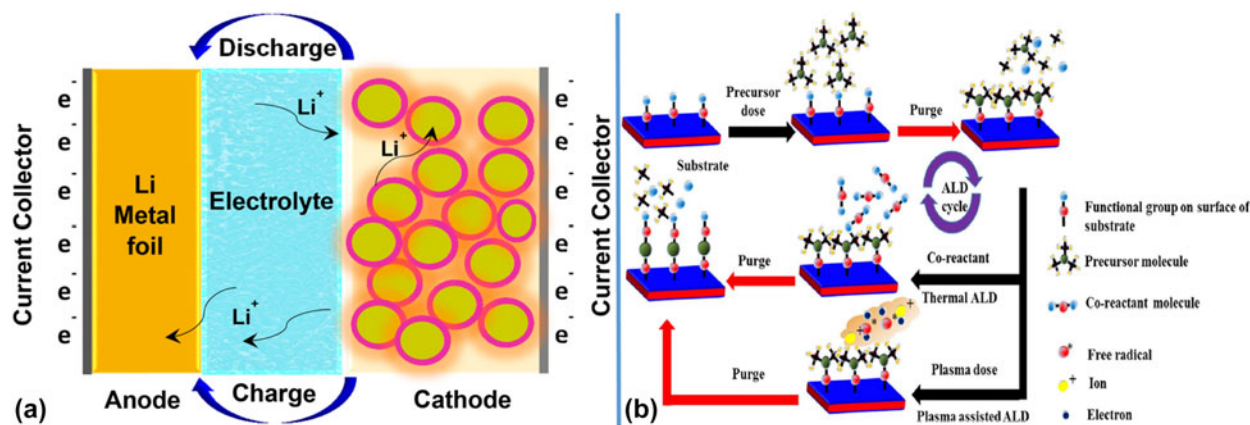 Discharge
Current Collector
e-
e-
e-
e-
e-
e-
Li
Metal
foil
Li+
Electrolyte
Li+
Li+
e-
e-
e-
e-
e-
e-
Current Collector
Anode
Charge
Cathode
(a)
Precursor
dose
Purge
Substrate
ALD
cycle
Functional group on surface of
substrate
Precursor molecule
Co-reactant
Purge
Thermal ALD
Co-reactant molecule
+
+
*
Free radical
Purge
Plasma dose
+
Ion
Plasma assisted ALD
Electron
(b)